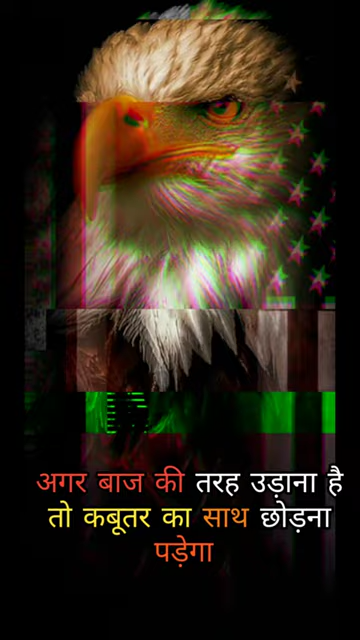 अगर बाज की तरह उड़ाना है
तो कबूतर का साथ छोड़ना
पड़ेगा